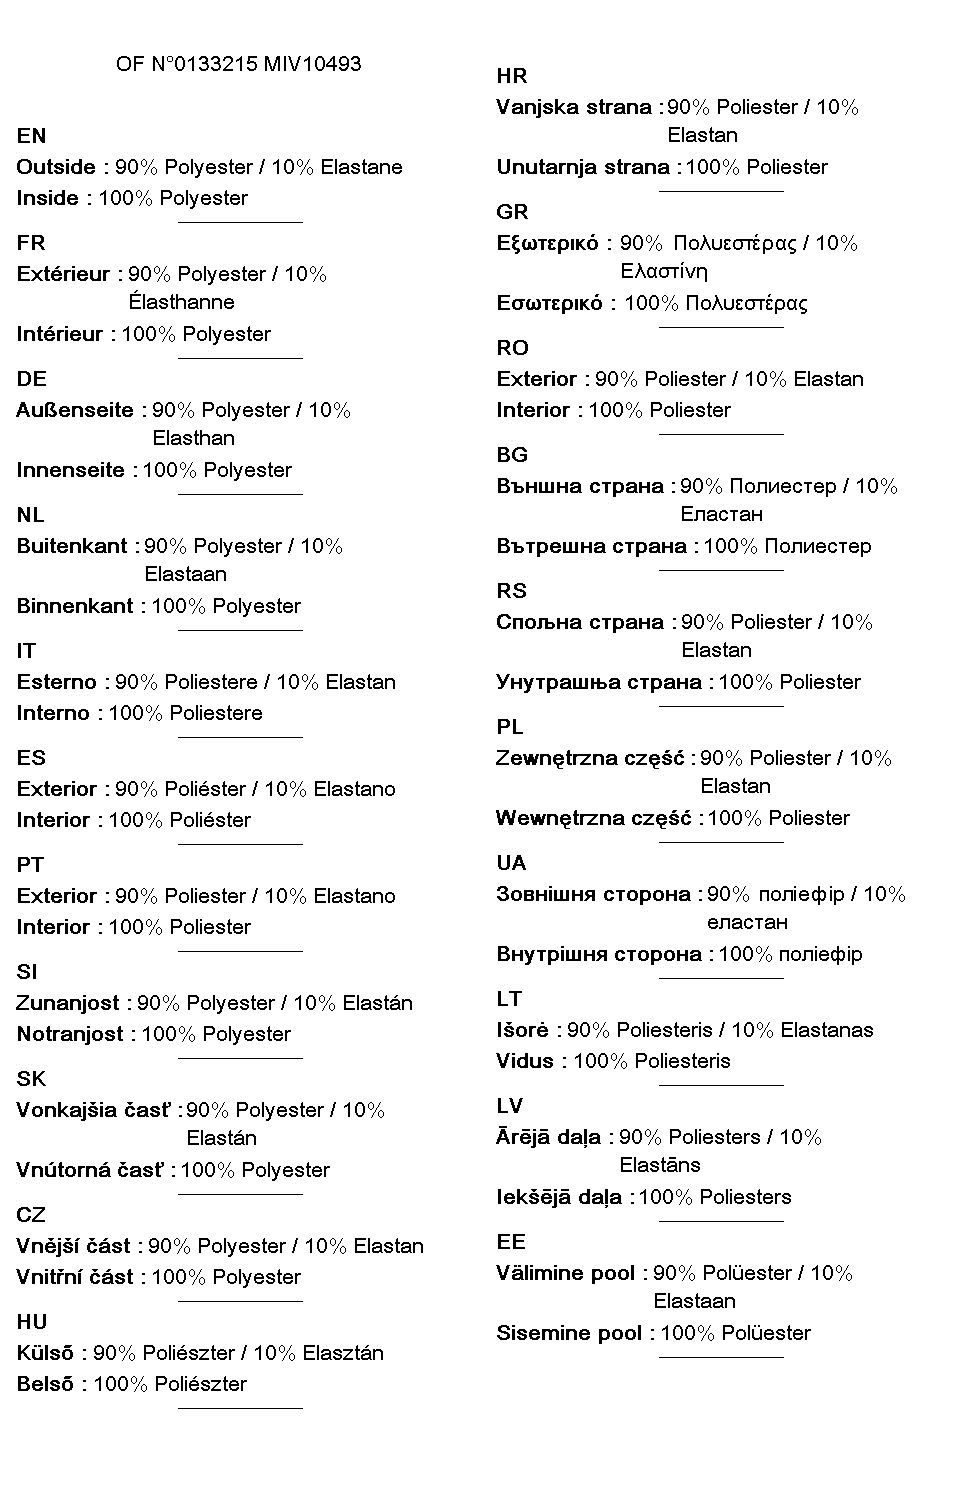 OF N°0133215 MIV10493
EN
Outside : 90% Polyester / 10% Elastane
Inside : 100% Polyester
FR
Extérieur : 90% Polyester / 10%
Élasthanne
Intérieur : 100% Polyester
DE
Außenseite : 90% Polyester / 10%
Elasthan
Innenseite : 100% Polyester
NL
Buitenkant : 90% Polyester / 10%
Elastaan
Binnenkant : 100% Polyester
IT
Esterno : 90% Poliestere / 10% Elastan
Interno : 100% Poliestere
ES
Exterior : 90% Poliéster / 10% Elastano
Interior : 100% Poliéster
PT
Exterior : 90% Poliester / 10% Elastano
Interior : 100% Poliester
SI
Zunanjost : 90% Polyester / 10% Elastán
Notranjost : 100% Polyester
SK
Vonkajšia časť : 90% Polyester / 10%
Elastán
Vnútorná časť : 100% Polyester
CZ
Vnější část : 90% Polyester / 10% Elastan
Vnitřní část : 100% Polyester
HU
Külső : 90% Poliészter / 10% Elasztán
Belső : 100% Poliészter
HR
Vanjska strana : 90% Poliester / 10%
Elastan
Unutarnja strana : 100% Poliester
GR
Εξωτερικό : 90% Πολυεστέρας / 10%
Ελαστίνη
Εσωτερικό : 100% Πολυεστέρας
RO
Exterior : 90% Poliester / 10% Elastan
Interior : 100% Poliester
BG
Външна страна : 90% Полиестер / 10%
Еластан
Вътрешна страна : 100% Полиестер
RS
Спољна страна : 90% Poliester / 10%
Elastan
Унутрашња страна : 100% Poliester
PL
Zewnętrzna część : 90% Poliester / 10%
Elastan
Wewnętrzna część : 100% Poliester
UA
Зовнішня сторона : 90% поліефір / 10%
еластан
Внутрішня сторона : 100% поліефір
LT
Išorė : 90% Poliesteris / 10% Elastanas
Vidus : 100% Poliesteris
LV
Ārējā daļa : 90% Poliesters / 10%
Elastāns
Iekšējā daļa : 100% Poliesters
EE
Välimine pool : 90% Polüester / 10%
Elastaan
Sisemine pool : 100% Polüester